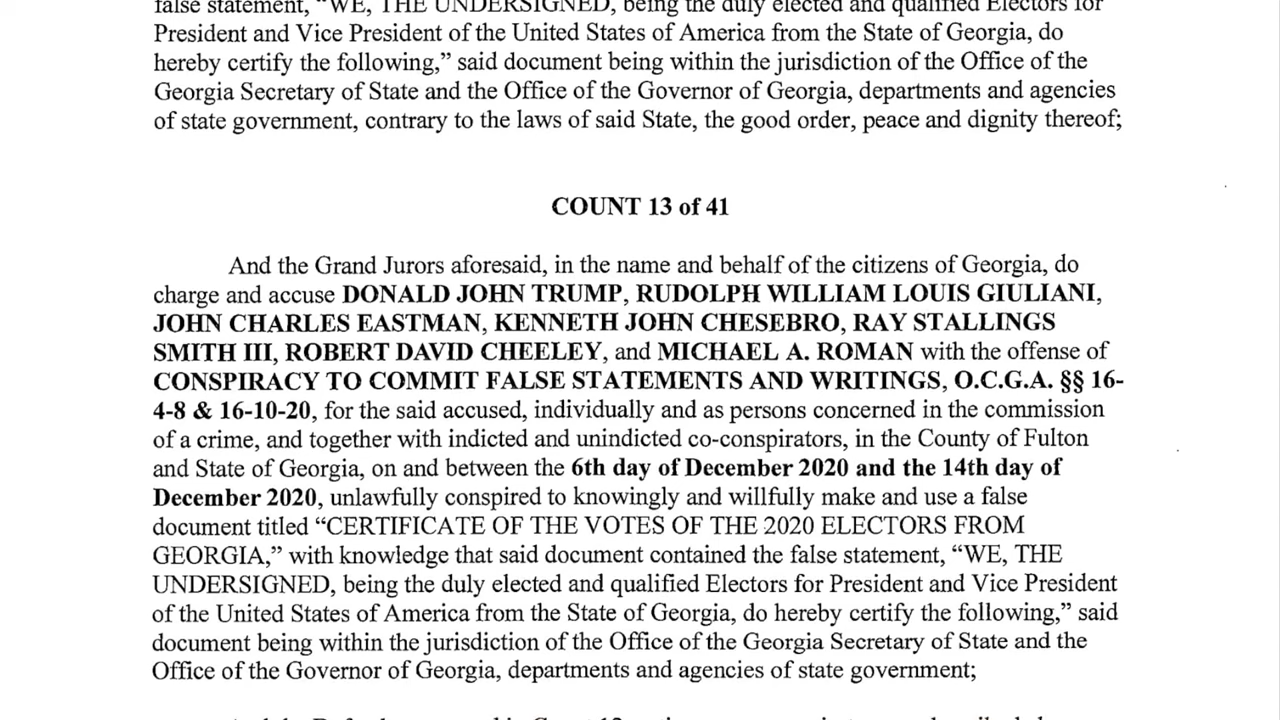 false statement, “WE, THE UNDERSIGNED, being the duly elected and qualified Electors for
President and Vice President of the United States of America from the State of Georgia, do
hereby certify the following,” said document being within the jurisdiction of the Office of the
Georgia Secretary of State and the Office of the Governor of Georgia, departments and agencies
of state government, contrary to the laws of said State, the good order, peace and dignity thereof;
COUNT 13 of 41
And the Grand Jurors aforesaid, in the name and behalf of the citizens of Georgia, do
charge and accuse DONALD JOHN TRUMP, RUDOLPH WILLIAM LOUIS GIULIANI,
JOHN CHARLES EASTMAN, KENNETH JOHN CHESEBRO, RAY STALLINGS
SMITH III, ROBERT DAVID CHEELEY, and MICHAEL A. ROMAN with the offense of
CONSPIRACY TO COMMIT FALSE STATEMENTS AND WRITINGS, O.C.G.A. §§ 16-
4-8 & 16-10-20, for the said accused, individually and as persons concerned in the commission
of a crime, and together with indicted and unindicted co-conspirators, in the County of Fulton
and State of Georgia, on and between the 6th day of December 2020 and the 14th day of
December 2020, unlawfully conspired to knowingly and willfully make and use a false
document titled “CERTIFICATE OF THE VOTES OF THE 2020 ELECTORS FROM
GEORGIA,” with knowledge that said document contained the false statement, “WE, THE
UNDERSIGNED, being the duly elected and qualified Electors for President and Vice President
of the United States of America from the State of Georgia, do hereby certify the following,” said
document being within the jurisdiction of the Office of the Georgia Secretary of State and the
Office of the Governor of Georgia, departments and agencies of state government;